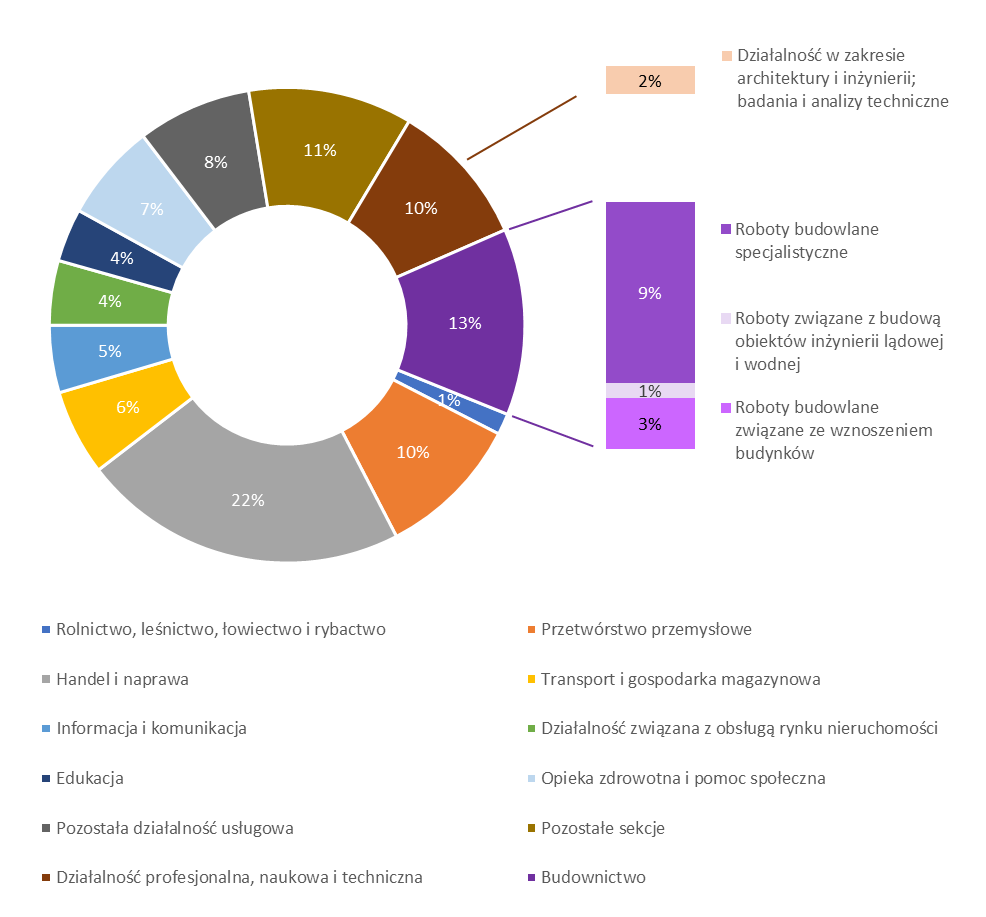 2%
Działalność w zakresie
architektury i inżynierii;
badania i analizy techniczne
11%
8%
10%
7%
4%
13%
4%
5%
1%
6%
10%
22%
9%
1%
3%
Roboty budowlane
specjalistyczne
Roboty związane z budową
obiektów inżynierii lądowej
i wodnej
Roboty budowlane
związane ze wznoszeniem
budynków
Rolnictwo, leśnictwo, łowiectwo i rybactwo
Przetwórstwo przemysłowe
Handel i naprawa
Transport i gospodarka magazynowa
Informacja i komunikacja
Działalność związana z obsługą rynku nieruchomości
Edukacja
Opieka zdrowotna i pomoc społeczna
Pozostała działalność usługowa
Pozostałe sekcje
Działalność profesjonalna, naukowa i techniczna
Budownictwo